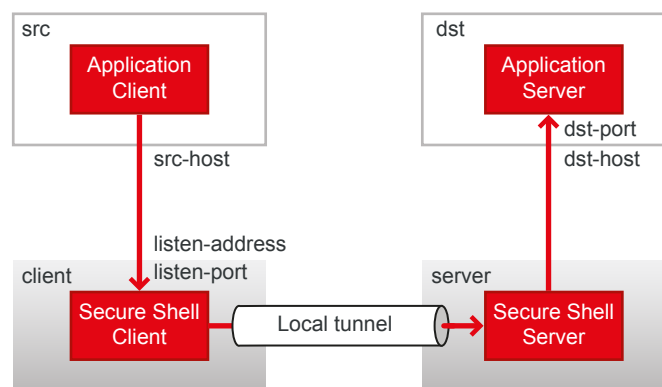 src
Application
Client
src-host
listen-address
listen-port
client
Secure Shell
Client
Local tunnel
dst
Application
Server
dst-port
dst-host
server
Secure Shell
Server